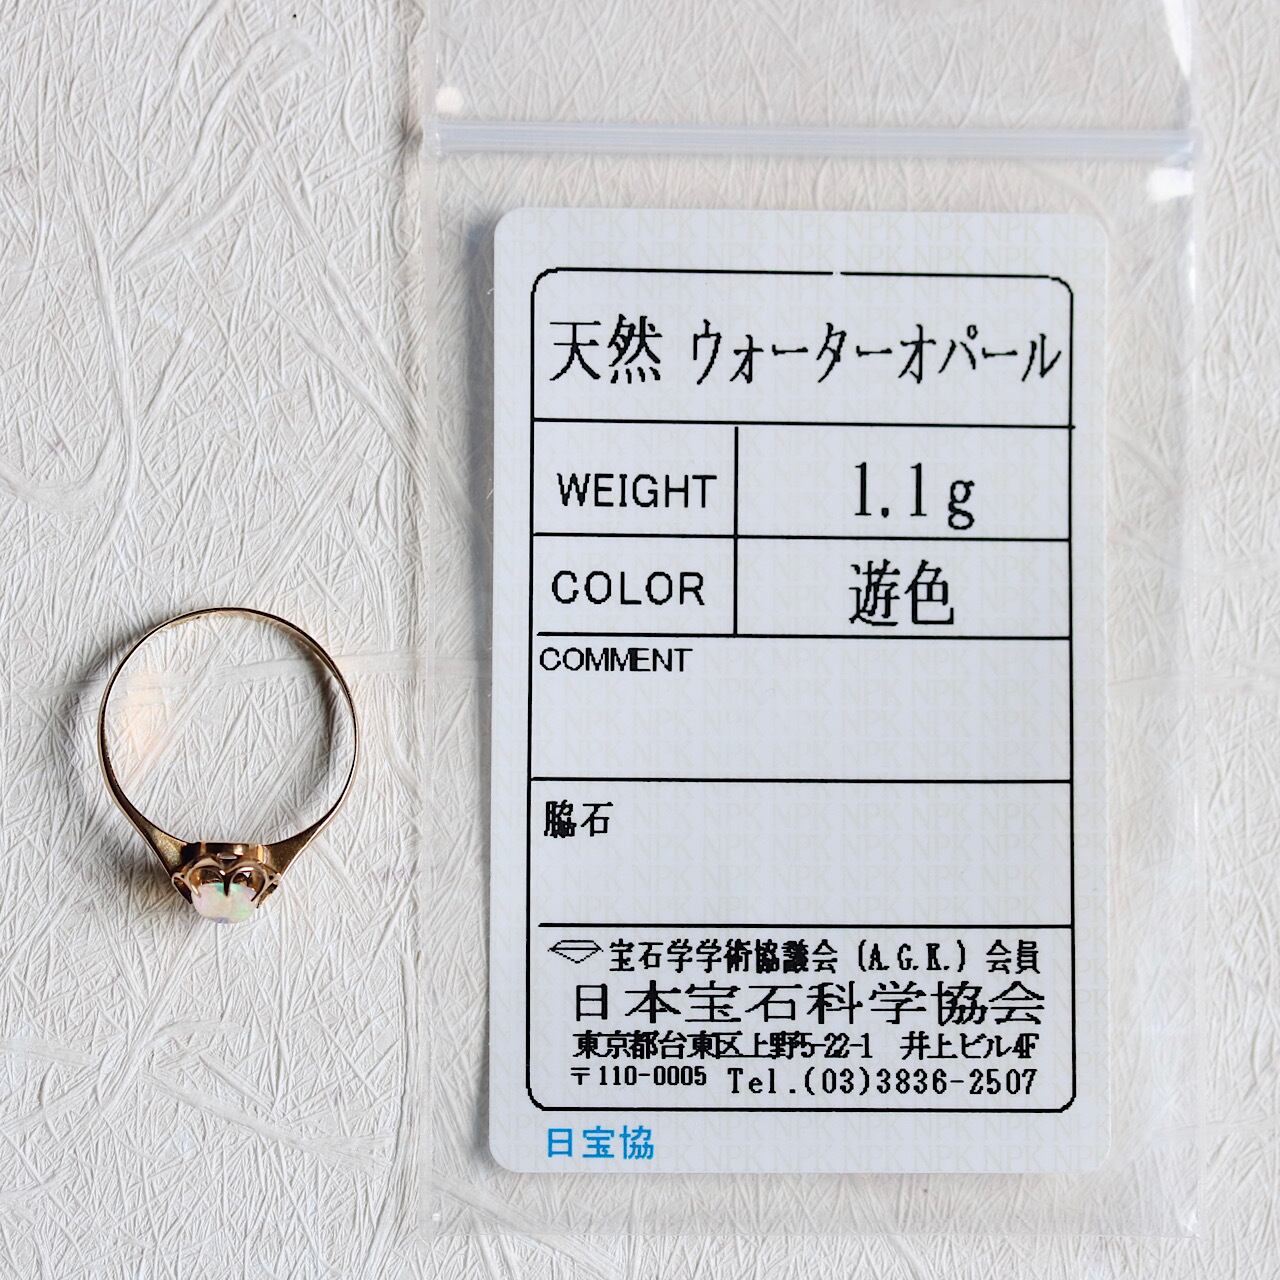 天然 ウォーターオパール
WEIGHT 1.1g
COLOR 遊色
COMMENT
脇石
宝石学学術協議会 (A.G.K.) 会員
日本宝石科学協会
東京都台東区上野5-22-1 井上ビル4F
〒110-0005 Tel.(03)3836-2507
日宝協